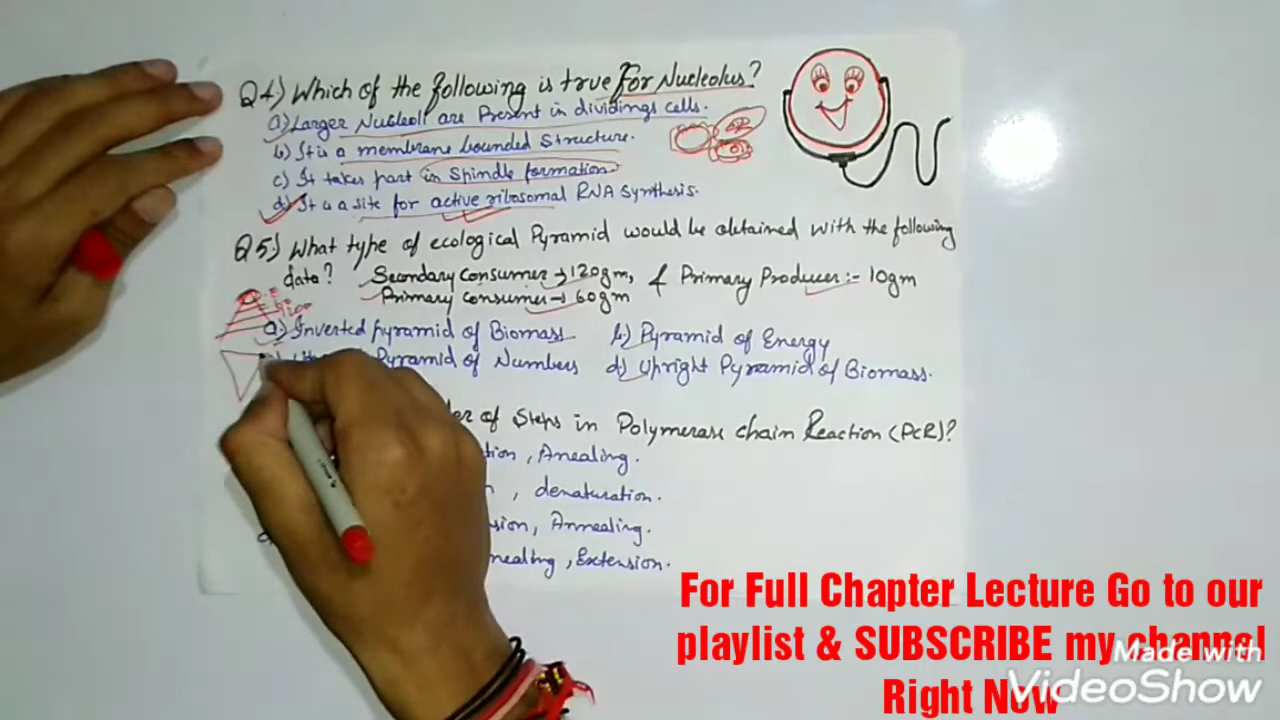 Q4) Which of the following is true for Nucleolus?
a) Larger Nucleoli are Present in dividings cells.
b) It is a membrane bounded structure.
c) It takes part in spindle formation.
d) It is a site for active ribosomal RNA synthesis.
Q5) What type of ecological Pyramid would be obtained with the following
data? Secondary consumer → 120gm, & Primary Producer :- 10gm
Primary consumer → 60gm
a) Inverted pyramid of Biomass b) Pyramid of Energy
Pyramid of Numbers d) Upright Pyramid of Biomass.
of Steps in Polymerase chain Reaction (PCR)?
, Anealing.
, denaturation.
, Annealing.
, Extension.
For Full Chapter Lecture Go to our
playlist & SUBSCRIBE my channel
Right Now
Made with
VideoShow